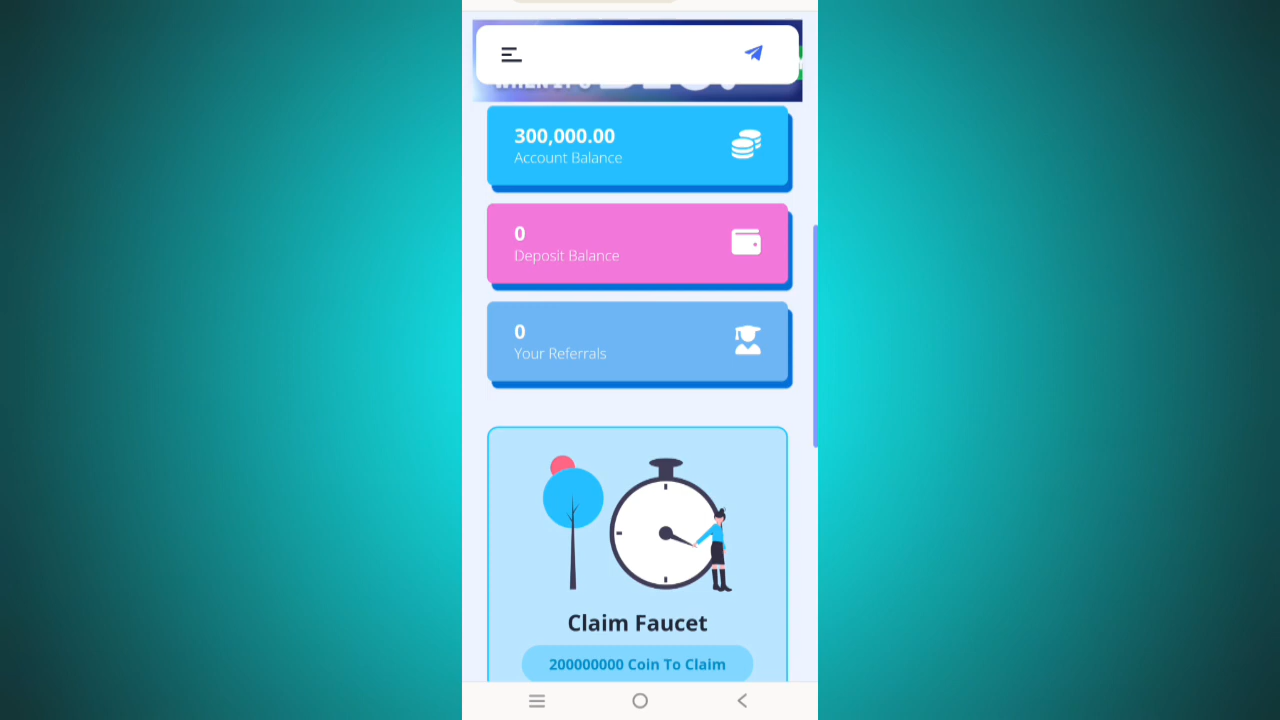 300,000.00
Account Balance
0
Deposit Balance
0
Your Referrals
Claim Faucet
200000000 Coin To Claim